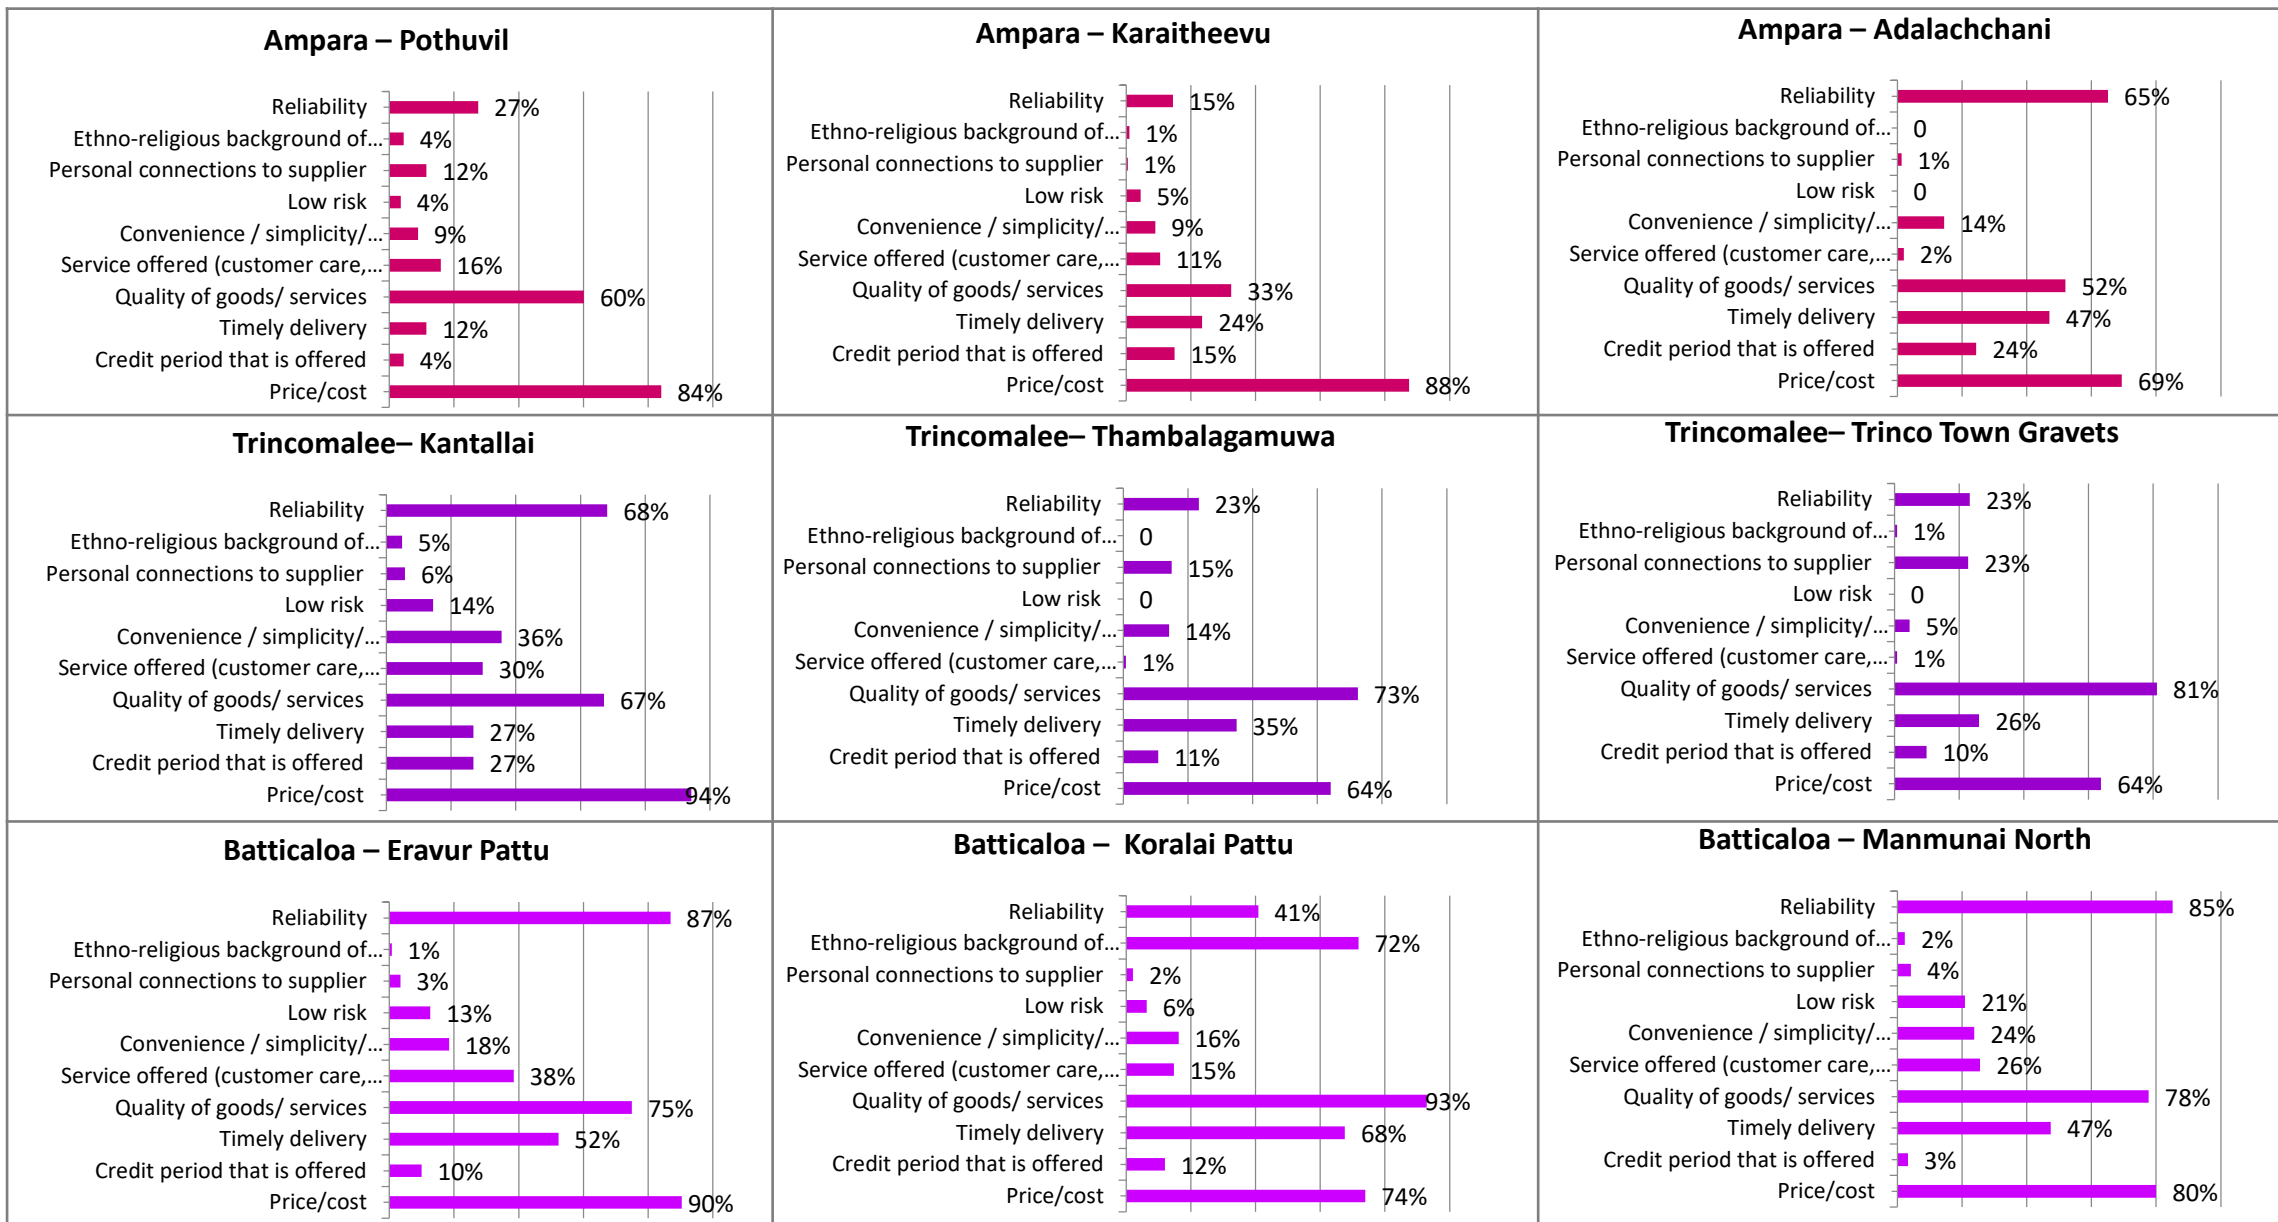 Ampara – Pothuvil
Reliability 27%
Ethno-religious background of... 4%
Personal connections to supplier 12%
Low risk 4%
Convenience / simplicity/... 9%
Service offered (customer care,... 16%
Quality of goods/ services 60%
Timely delivery 12%
Credit period that is offered 4%
Price/cost 84%
Ampara – Karaitheevu
Reliability 15%
Ethno-religious background of... 1%
Personal connections to supplier 1%
Low risk 5%
Convenience / simplicity/... 9%
Service offered (customer care,... 11%
Quality of goods/ services 33%
Timely delivery 24%
Credit period that is offered 15%
Price/cost 88%
Ampara – Adalachchani
Reliability 65%
Ethno-religious background of... 0
Personal connections to supplier 1%
Low risk 0
Convenience / simplicity/... 14%
Service offered (customer care,... 2%
Quality of goods/ services 52%
Timely delivery 47%
Credit period that is offered 24%
Price/cost 69%
Trincomalee– Kantallai
Reliability 68%
Ethno-religious background of... 5%
Personal connections to supplier 6%
Low risk 14%
Convenience / simplicity/... 36%
Service offered (customer care,... 30%
Quality of goods/ services 67%
Timely delivery 27%
Credit period that is offered 27%
Price/cost 94%
Trincomalee– Thambalagamuwa
Reliability 23%
Ethno-religious background of... 0
Personal connections to supplier 15%
Low risk 0
Convenience / simplicity/... 14%
Service offered (customer care,... 1%
Quality of goods/ services 73%
Timely delivery 35%
Credit period that is offered 11%
Price/cost 64%
Trincomalee– Trinco Town Gravets
Reliability 23%
Ethno-religious background of... 1%
Personal connections to supplier 23%
Low risk 0
Convenience / simplicity/... 5%
Service offered (customer care,... 1%
Quality of goods/ services 81%
Timely delivery 26%
Credit period that is offered 10%
Price/cost 64%
Batticaloa – Eravur Pattu
Reliability 87%
Ethno-religious background of... 1%
Personal connections to supplier 3%
Low risk 13%
Convenience / simplicity/... 18%
Service offered (customer care,... 38%
Quality of goods/ services 75%
Timely delivery 52%
Credit period that is offered 10%
Price/cost 90%
Batticaloa – Koralai Pattu
Reliability 41%
Ethno-religious background of... 72%
Personal connections to supplier 2%
Low risk 6%
Convenience / simplicity/... 16%
Service offered (customer care,... 15%
Quality of goods/ services 93%
Timely delivery 68%
Credit period that is offered 12%
Price/cost 74%
Batticaloa – Manmunai North
Reliability 85%
Ethno-religious background of... 2%
Personal connections to supplier 4%
Low risk 21%
Convenience / simplicity/... 24%
Service offered (customer care,... 26%
Quality of goods/ services 78%
Timely delivery 47%
Credit period that is offered 3%
Price/cost 80%